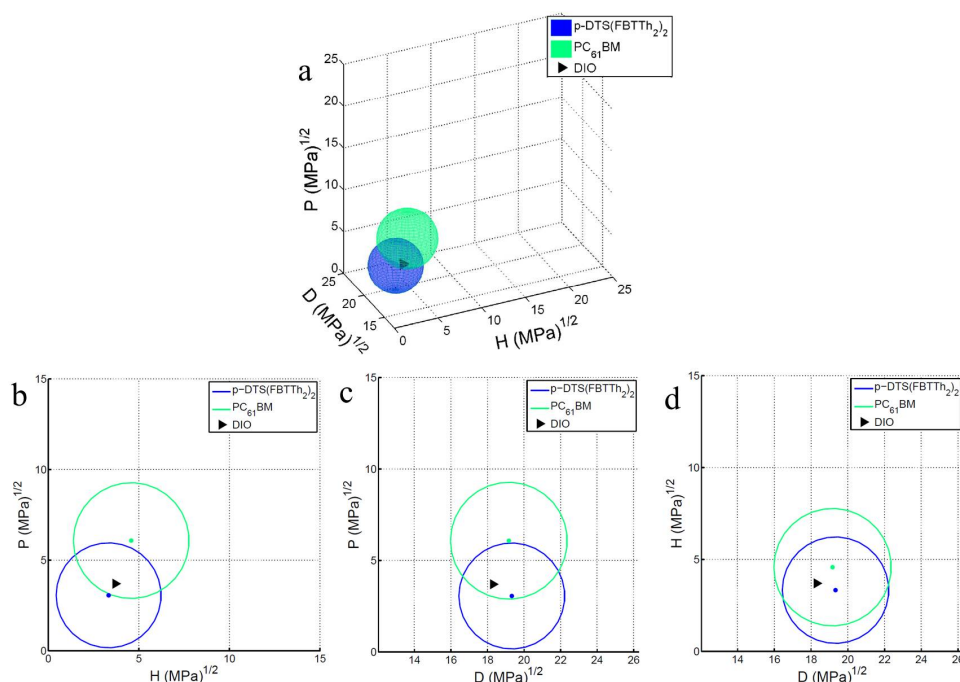 a
p-DTS(FBTTh₂)₂
PC₆₁BM
DIO
25
20
15
10
5
0
P (MPa)^1/2
25
20
15
D (MPa)^1/2
0
5
10
15
20
25
H (MPa)^1/2
b
p-DTS(FBTTh₂)₂
PC₆₁BM
DIO
15
10
5
0
P (MPa)^1/2
0
5
10
15
H (MPa)^1/2
c
p-DTS(FBTTh₂)₂
PC₆₁BM
DIO
15
10
5
0
P (MPa)^1/2
14 16 18 20 22 24 26
D (MPa)^1/2
d
p-DTS(FBTTh₂)₂
PC₆₁BM
DIO
15
10
5
0
H (MPa)^1/2
14 16 18 20 22 24 26
D (MPa)^1/2